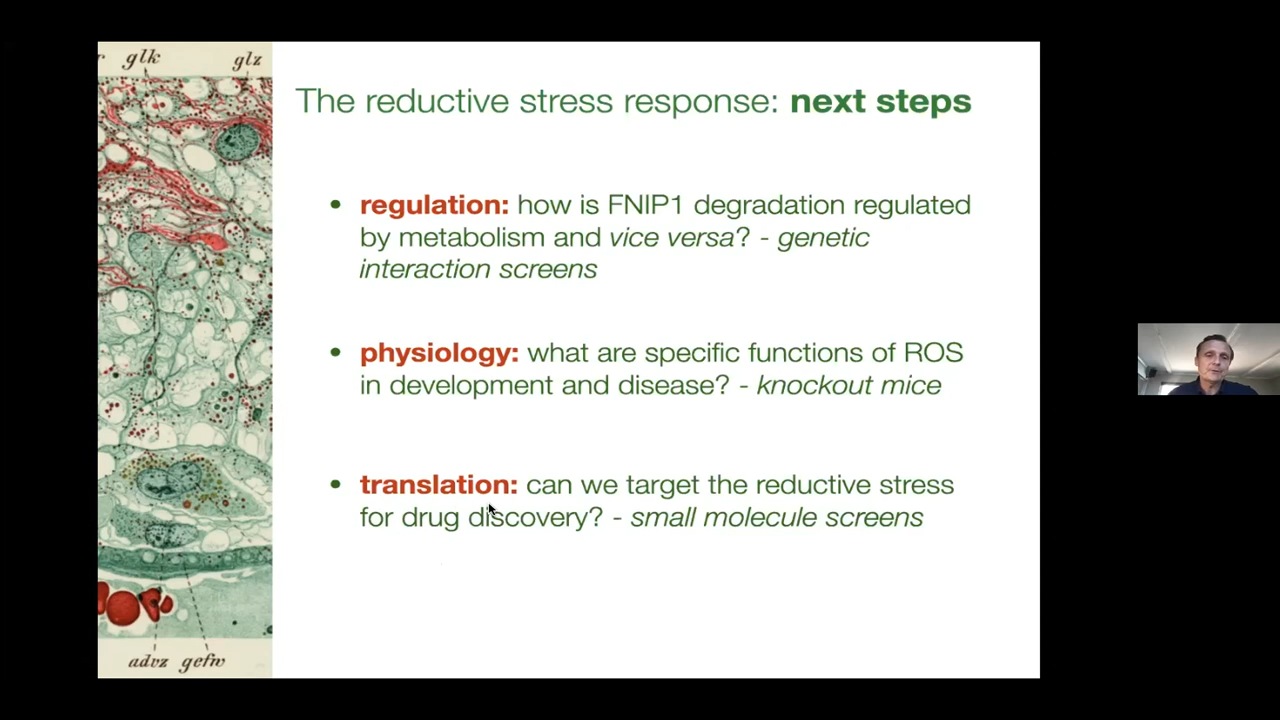 glk
glz
The reductive stress response: next steps
• regulation: how is FNIP1 degradation regulated
by metabolism and vice versa? - genetic
interaction screens
• physiology: what are specific functions of ROS
in development and disease? - knockout mice
• translation: can we target the reductive stress
for drug discovery? - small molecule screens
advz gefw